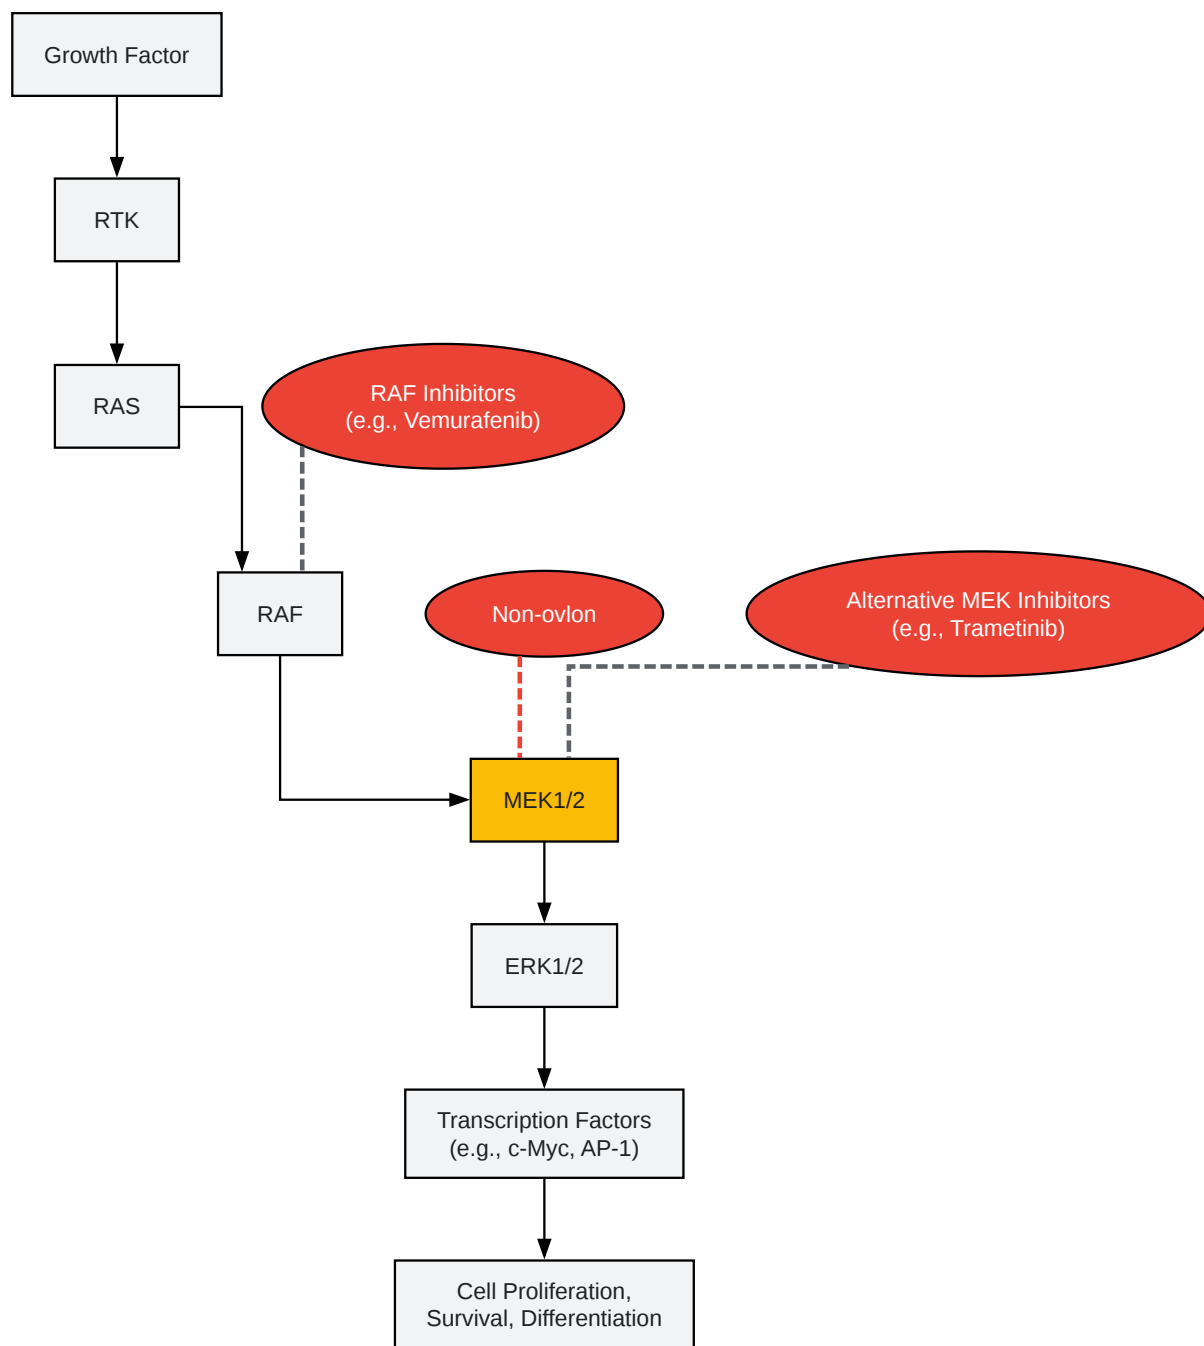 Growth Factor
RTK
RAS
RAF Inhibitors
(e.g., Vemurafenib)
RAF
Non-ovlon
Alternative MEK Inhibitors
(e.g., Trametinib)
MEK1/2
ERK1/2
Transcription Factors
(e.g., c-Myc, AP-1)
Cell Proliferation,
Survival, Differentiation